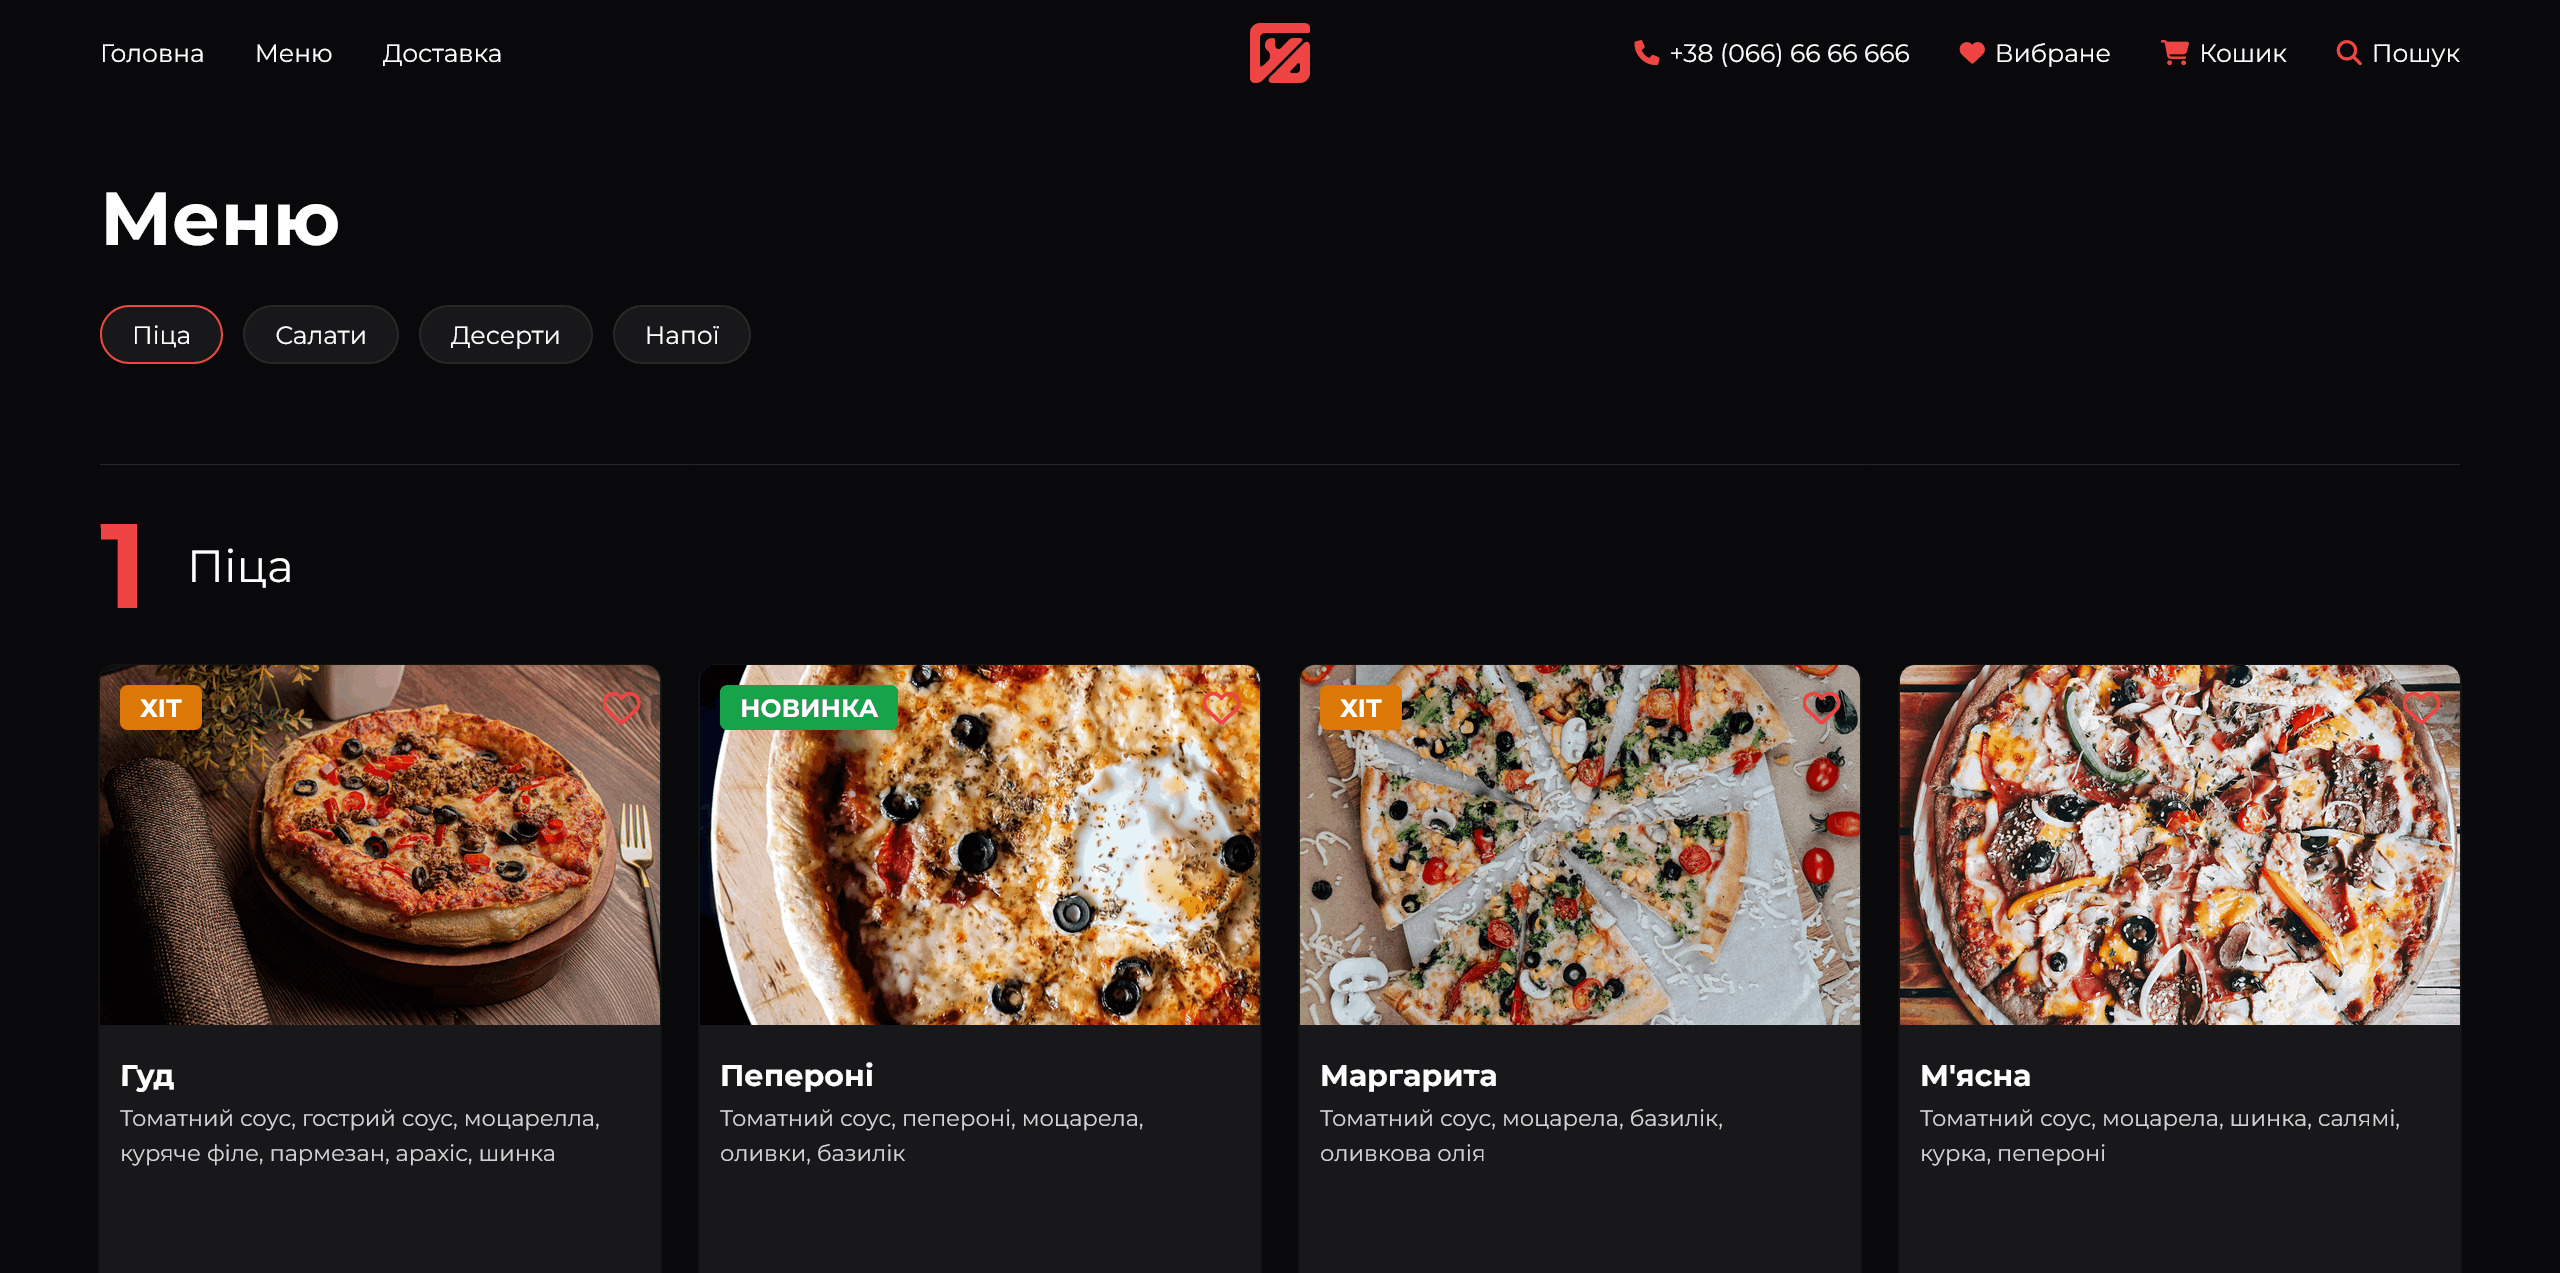 Головна
Меню
Доставка
+38 (066) 66 66 666
Вибране
Кошик
Пошук
Меню
Піца
Салати
Десерти
Напої
1
Піца
ХІТ
НОВИНКА
ХІТ
Гуд
Томатний соус, гострий соус, моцарелла,
куряче філе, пармезан, арахіс, шинка
Пепероні
Томатний соус, пепероні, моцарела,
оливки, базилік
Маргарита
Томатний соус, моцарела, базилік,
оливкова олія
М'ясна
Томатний соус, моцарела, шинка, салямі,
курка, пепероні